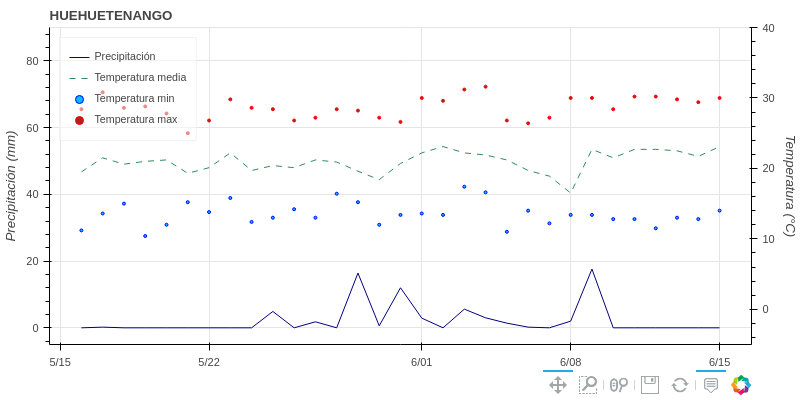 HUEHUETENANGO
Precipitación
Temperatura media
Temperatura min
Temperatura max
Precipitación (mm)
80
60
40
20
0
Temperatura (°C)
40
30
20
10
0
5/15
5/22
6/01
6/08
6/15